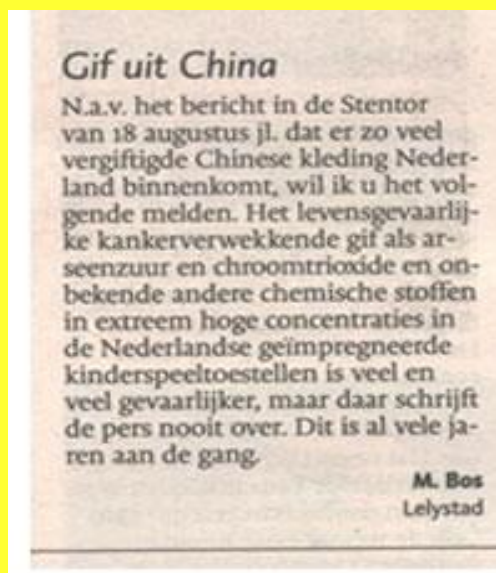 Gif uit China
N.a.v. het bericht in de Stentor
van 18 augustus jl. dat er zo veel
vergiftigde Chinese kleding Neder-
land binnenkomt, wil ik u het vol-
gende melden. Het levensgevaarlij-
ke kankerverwekkende gif als ar-
seenzuur en chroomtrioxide en on-
bekende andere chemische stoffen
in extreem hoge concentraties in
de Nederlandse geïmpregneerde
kinderspeeltoestellen is veel en
veel gevaarlijker, maar daar schrijft
de pers nooit over. Dit is al vele ja-
ren aan de gang.
M. Bos
Lelystad